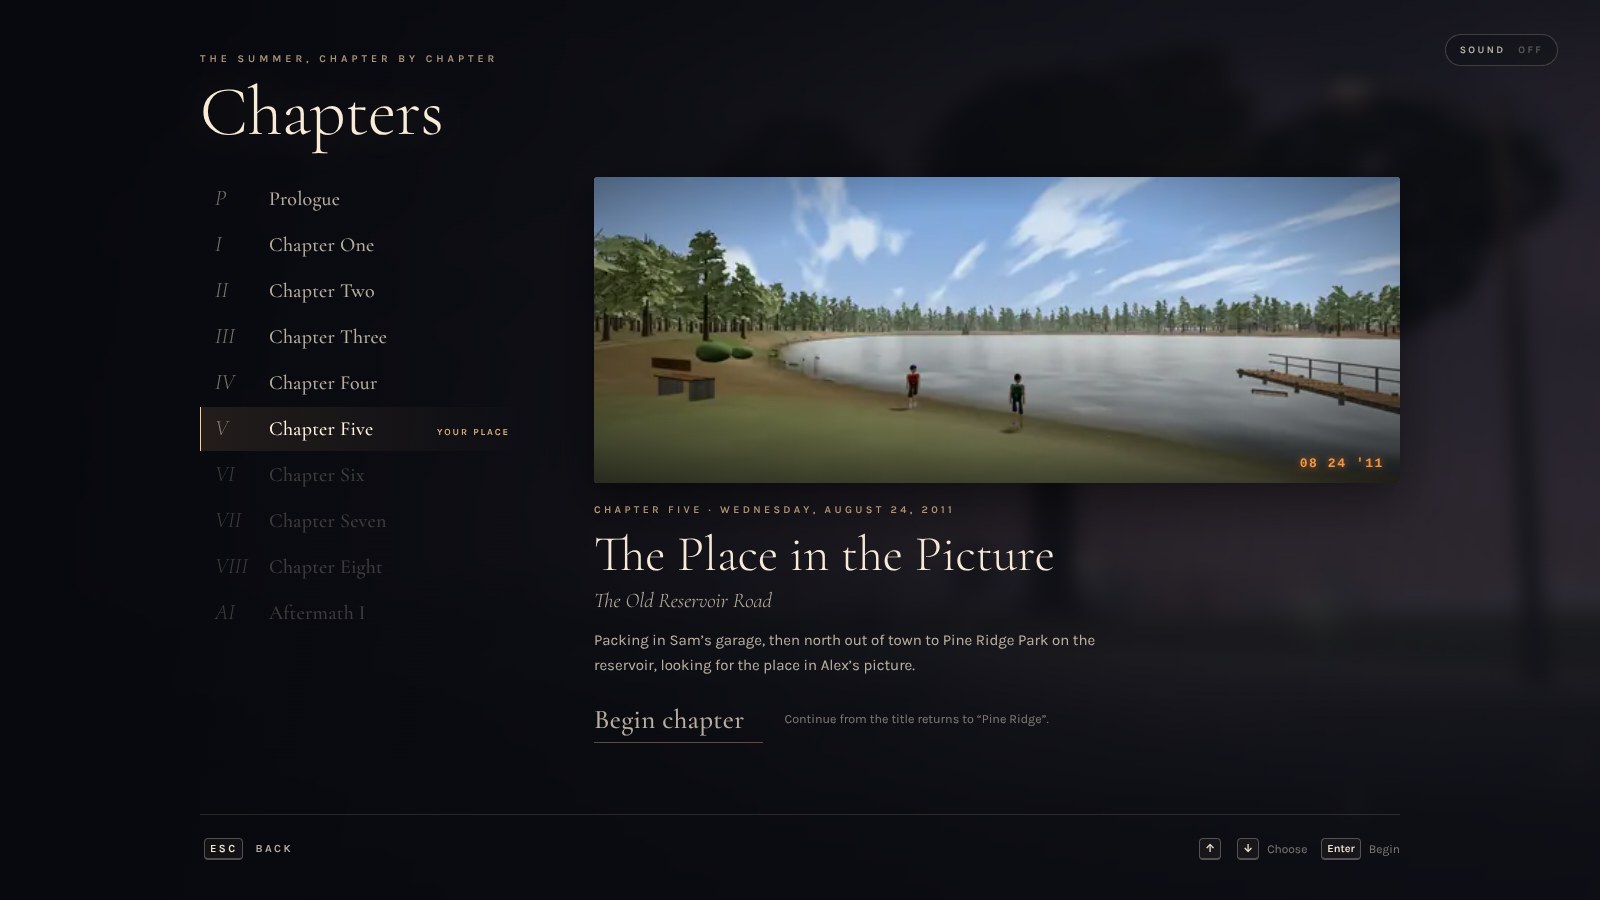 THE SUMMER, CHAPTER BY CHAPTER
SOUND OFF
Chapters
P Prologue
I Chapter One
II Chapter Two
III Chapter Three
IV Chapter Four
V Chapter Five YOUR PLACE
VI Chapter Six
VII Chapter Seven
VIII Chapter Eight
AI Aftermath I
08 24 '11
CHAPTER FIVE · WEDNESDAY, AUGUST 24, 2011
The Place in the Picture
The Old Reservoir Road
Packing in Sam’s garage, then north out of town to Pine Ridge Park on the
reservoir, looking for the place in Alex’s picture.
Begin chapter
Continue from the title returns to “Pine Ridge”.
ESC BACK
↑ ↓ Choose Enter Begin